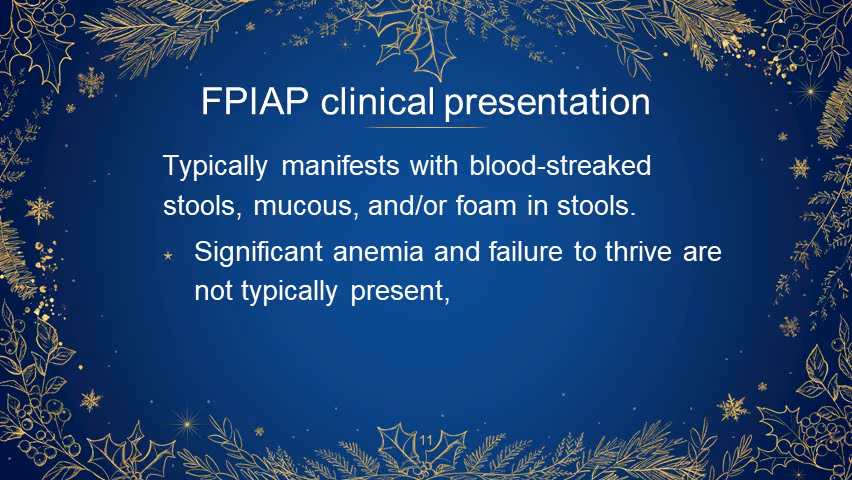 FPIAP clinical presentation
Typically manifests with blood-streaked
stools, mucous, and/or foam in stools.
Significant anemia and failure to thrive are
not typically present,
11